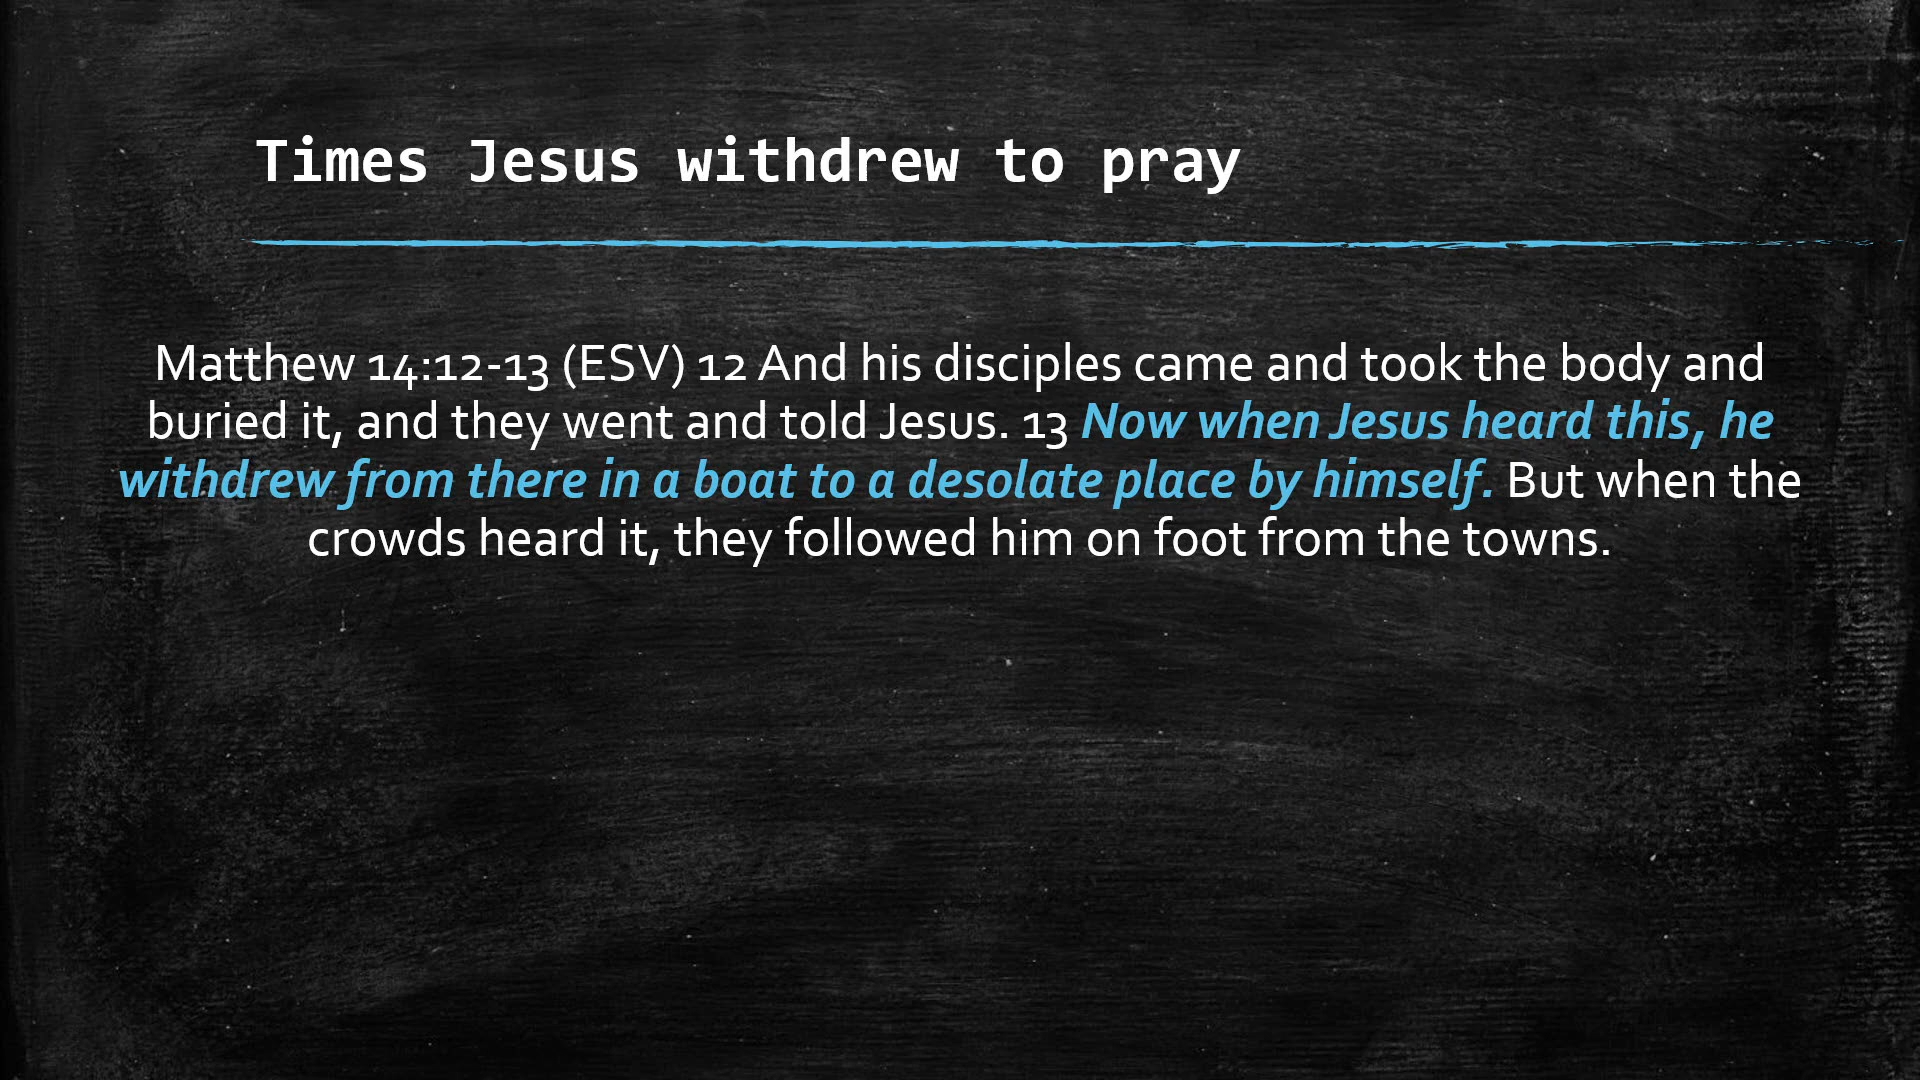 Times Jesus withdrew to pray
Matthew 14:12-13 (ESV) 12 And his disciples came and took the body and
buried it, and they went and told Jesus. 13 Now when Jesus heard this, he
withdrew from there in a boat to a desolate place by himself. But when the
crowds heard it, they followed him on foot from the towns.